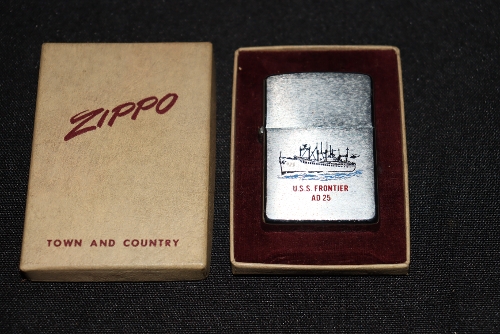 ZIPPO
TOWN AND COUNTRY
U.S.S. FRONTIER
AD 25